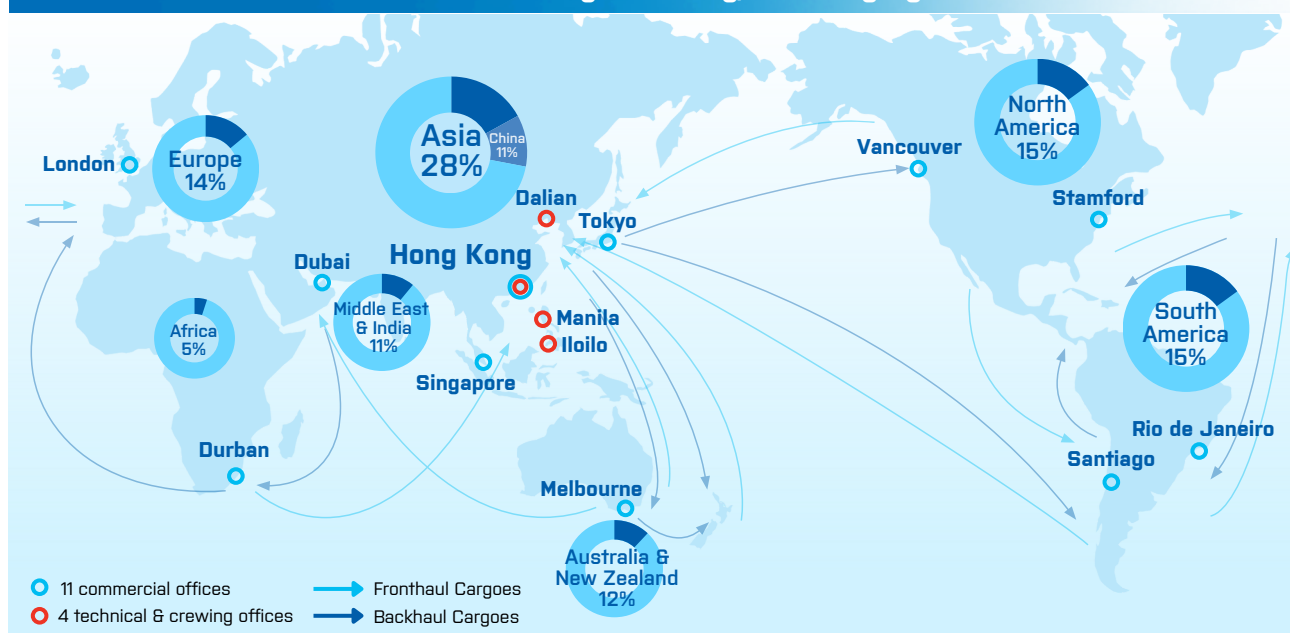 North
America
15%
Asia
28%
China
11%
Vancouver
London
Europe
14%
Stamford
Dalian
Tokyo
Hong Kong
Dubai
Middle East
& India
11%
Africa
5%
Manila
Iloilo
Singapore
South
America
15%
Rio de Janeiro
Durban
Santiago
Melbourne
Australia &
New Zealand
12%
11 commercial offices
Fronthaul Cargoes
4 technical & crewing offices
Backhaul Cargoes